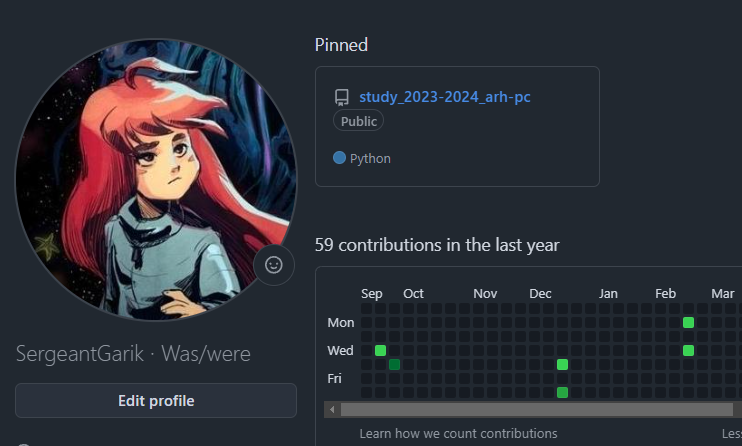 Pinned
study_2023-2024_arh-pc
Public
Python
59 contributions in the last year
Sep Oct Nov Dec Jan Feb Mar
Mon
Wed
Fri
Learn how we count contributions
Les
SergeantGarik · Was/were
Edit profile